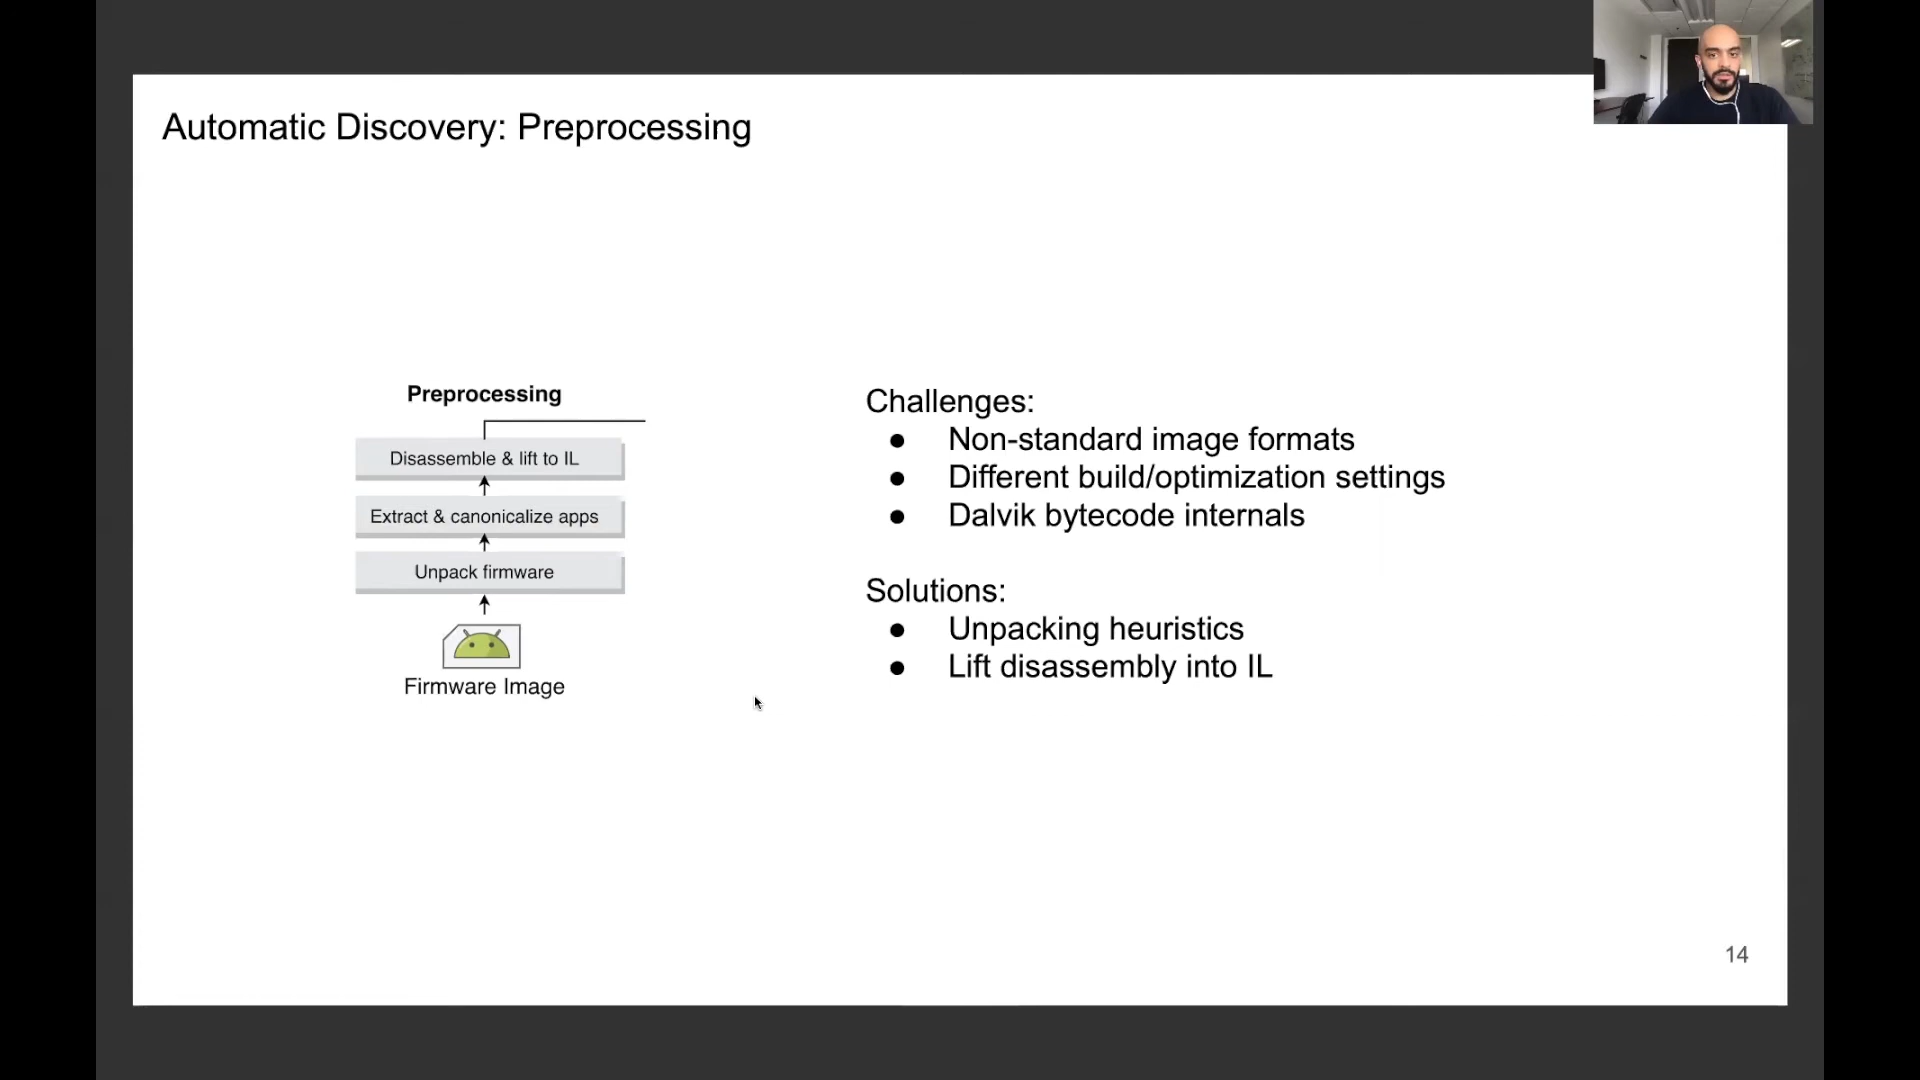 Automatic Discovery: Preprocessing
Preprocessing
Disassemble & lift to IL
Extract & canonicalize apps
Unpack firmware
Firmware Image
Challenges:
● Non-standard image formats
● Different build/optimization settings
● Dalvik bytecode internals
Solutions:
● Unpacking heuristics
● Lift disassembly into IL
14